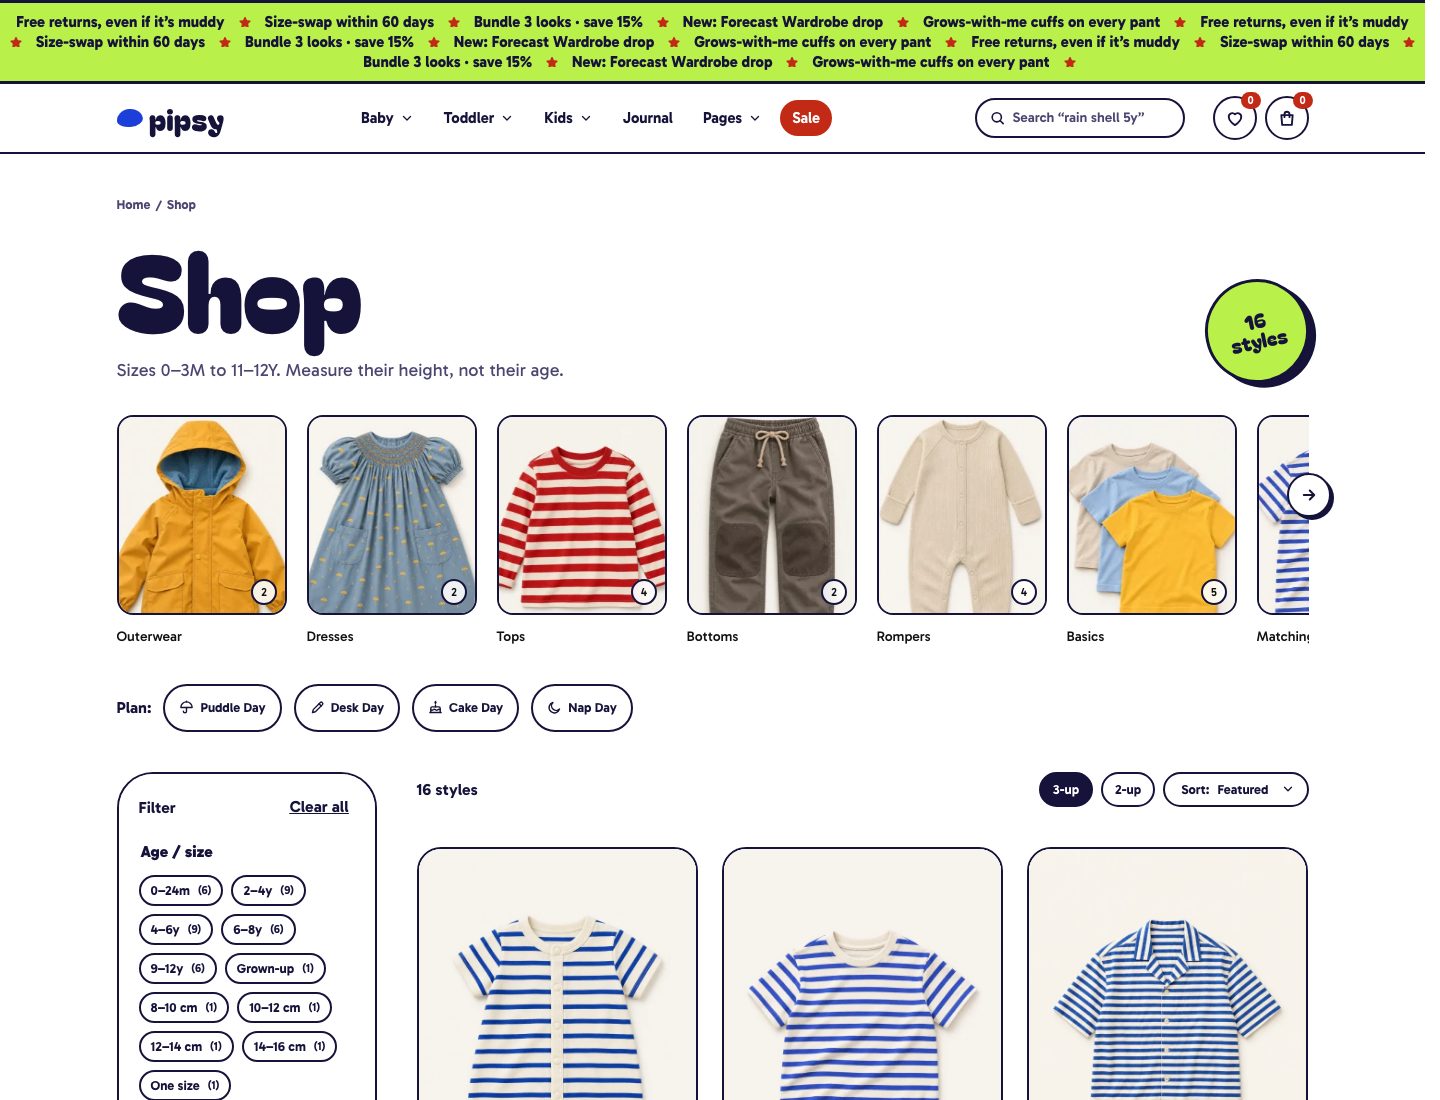 Free returns, even if it’s muddy ★ Size-swap within 60 days ★ Bundle 3 looks · save 15% ★ New: Forecast Wardrobe drop ★ Grows-with-me cuffs on every pant ★ Free returns, even if it’s muddy
★ Size-swap within 60 days ★ Bundle 3 looks · save 15% ★ New: Forecast Wardrobe drop ★ Grows-with-me cuffs on every pant ★ Free returns, even if it’s muddy ★ Size-swap within 60 days ★
Bundle 3 looks · save 15% ★ New: Forecast Wardrobe drop ★ Grows-with-me cuffs on every pant ★
pipsy
Baby Toddler Kids Journal Pages Sale
Search “rain shell 5y”
0 0
Home / Shop
Shop
Sizes 0–3M to 11–12Y. Measure their height, not their age.
16
styles
2 2 4 2 4 5
Outerwear Dresses Tops Bottoms Rompers Basics Matching
Plan: Puddle Day Desk Day Cake Day Nap Day
Filter Clear all
Age / size
0–24m (6) 2–4y (9)
4–6y (9) 6–8y (6)
9–12y (6) Grown-up (1)
8–10 cm (1) 10–12 cm (1)
12–14 cm (1) 14–16 cm (1)
One size (1)
16 styles
3-up 2-up Sort: Featured